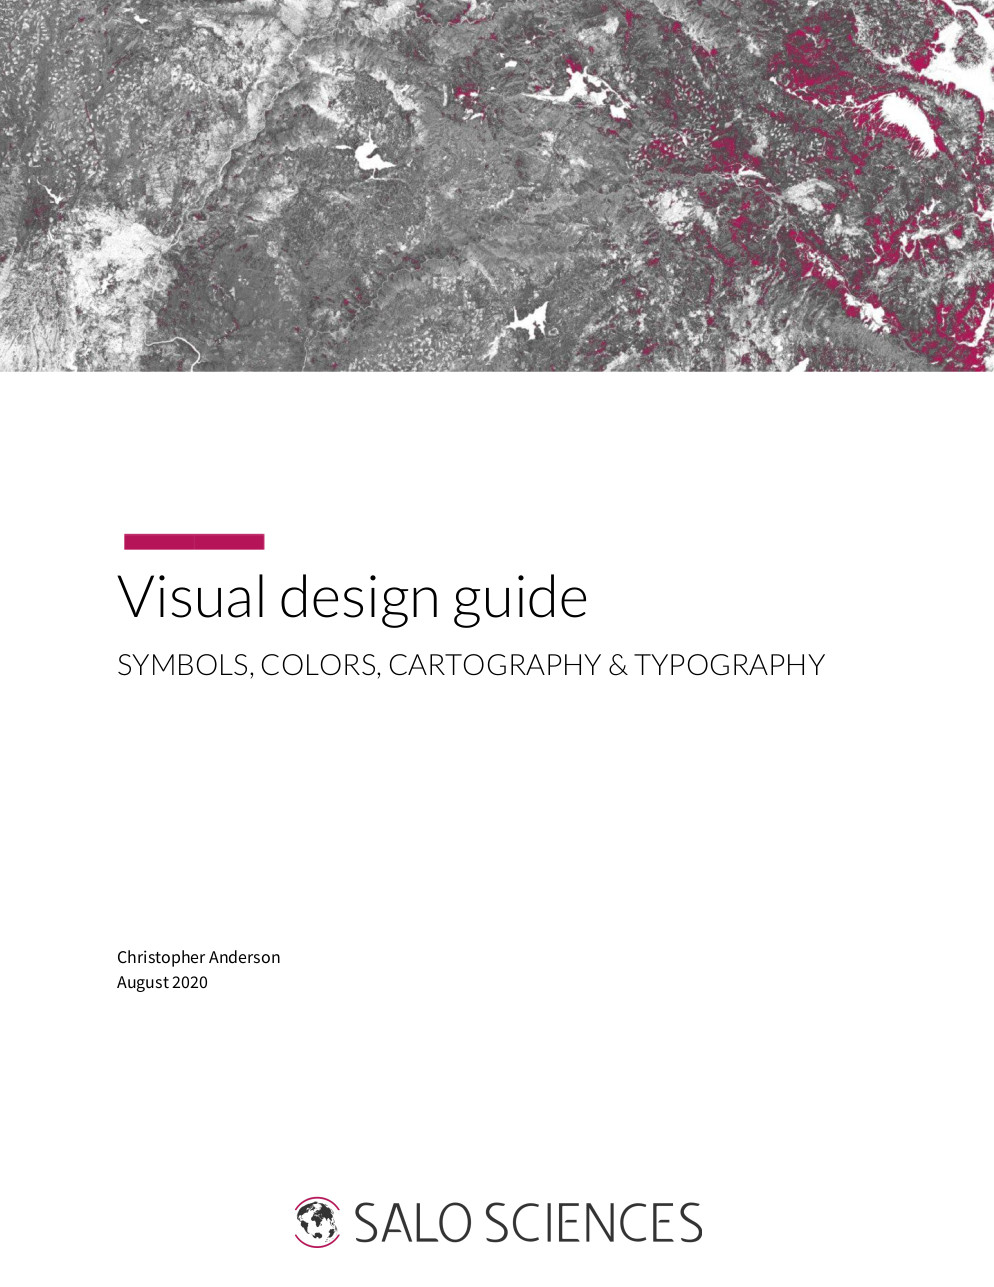 Visual design guide
SYMBOLS, COLORS, CARTOGRAPHY & TYPOGRAPHY
Christopher Anderson
August 2020
SALO SCIENCES